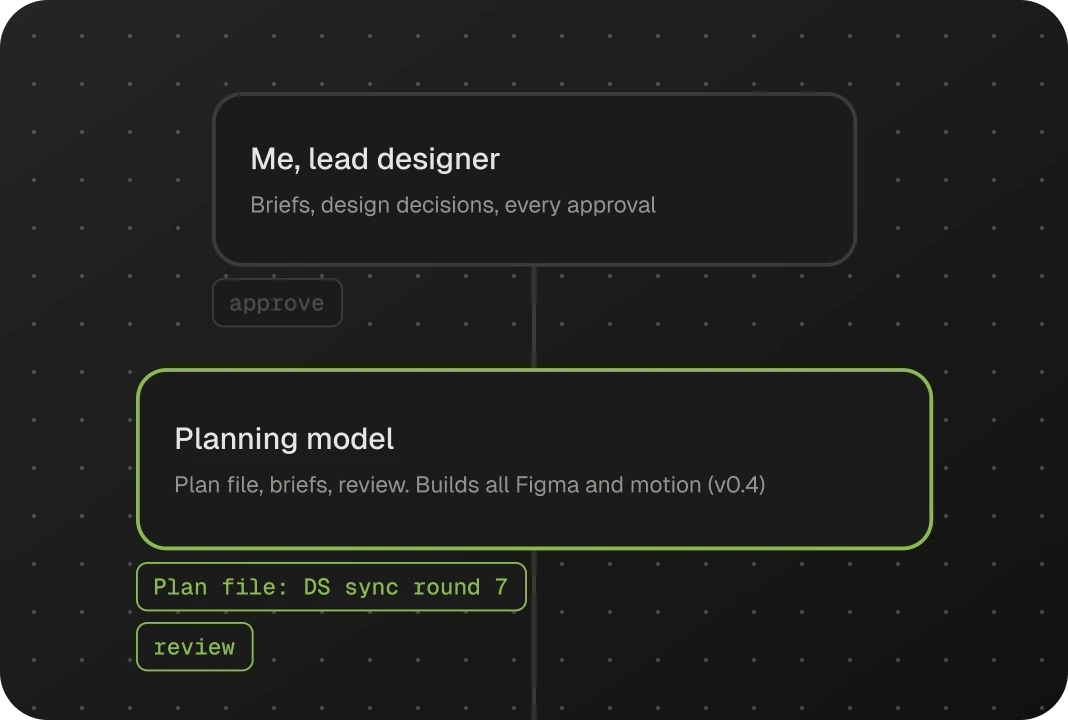 Me, lead designer
Briefs, design decisions, every approval
approve
Planning model
Plan file, briefs, review. Builds all Figma and motion (v0.4)
Plan file: DS sync round 7
review